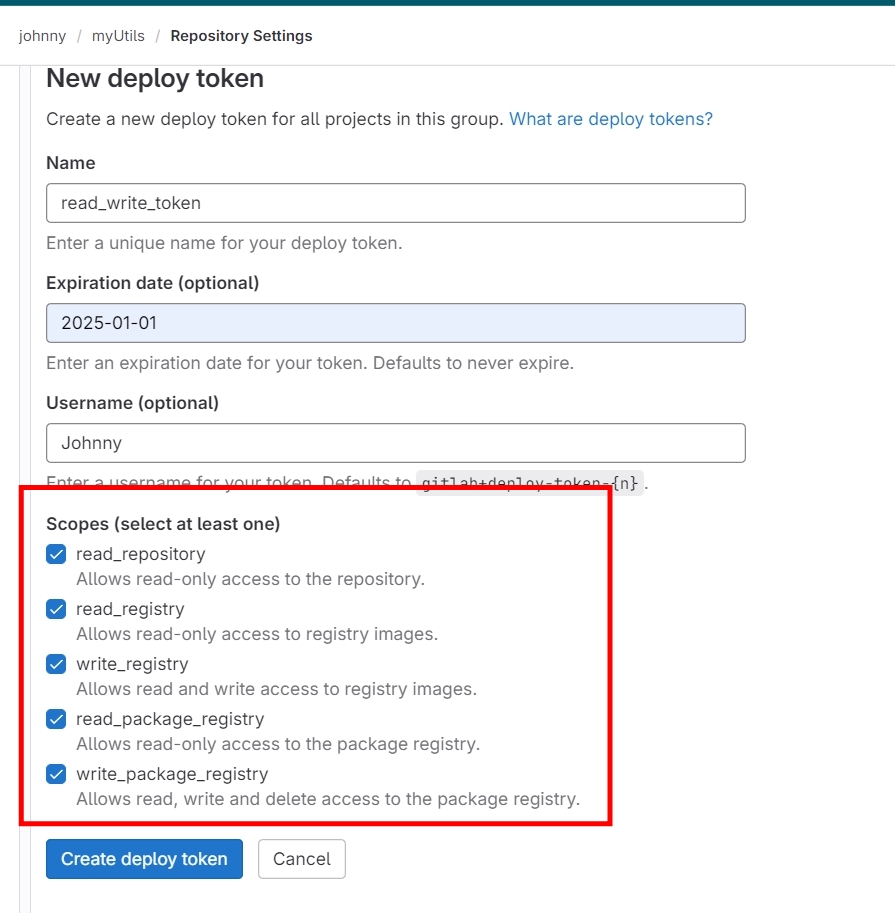 johnny / myUtils / Repository Settings
New deploy token
Create a new deploy token for all projects in this group. What are deploy tokens?
Name
read_write_token
Enter a unique name for your deploy token.
Expiration date (optional)
2025-01-01
Enter an expiration date for your token. Defaults to never expire.
Username (optional)
Johnny
Enter a username for your token. Defaults to gitlab+deploy-token-{n}.
Scopes (select at least one)
read_repository
Allows read-only access to the repository.
read_registry
Allows read-only access to registry images.
write_registry
Allows read and write access to registry images.
read_package_registry
Allows read-only access to the package registry.
write_package_registry
Allows read, write and delete access to the package registry.
Create deploy token Cancel